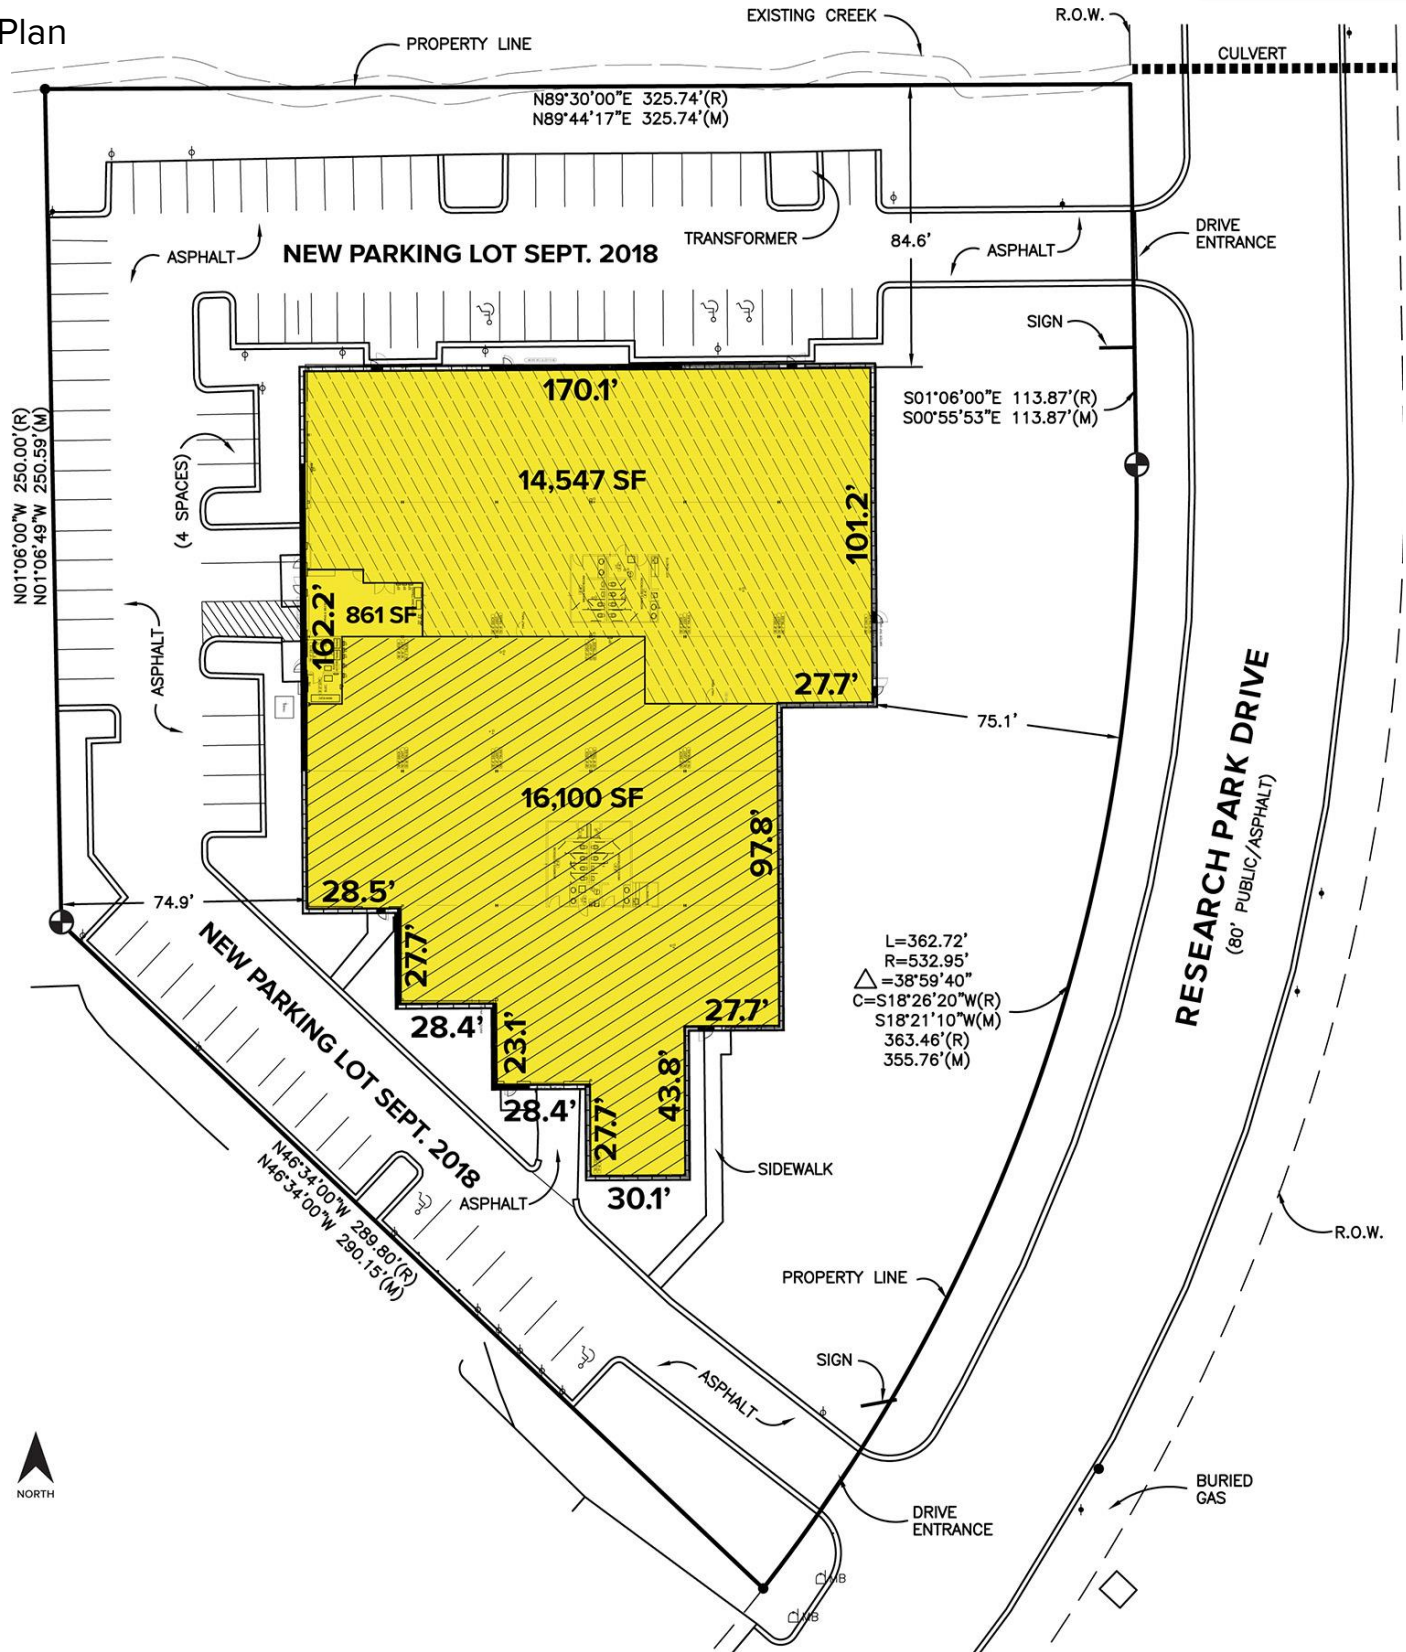 Plan
EXISTING CREEK
R.O.W.
PROPERTY LINE
CULVERT
N89°30'00"E 325.74'(R)
N89°44'17"E 325.74'(M)
TRANSFORMER
84.6'
DRIVE
ENTRANCE
ASPHALT
NEW PARKING LOT SEPT. 2018
ASPHALT
SIGN
170.1'
S01°06'00"E 113.87'(R)
S00°55'53"E 113.87'(M)
N01°06'00"W 250.00'(R)
N01°06'49"W 250.59'(M)
(4 SPACES)
14,547 SF
101.2'
162.2'
861 SF
ASPHALT
27.7'
75.1'
RESEARCH PARK DRIVE
(80' PUBLIC/ASPHALT)
16,100 SF
97.8'
28.5'
74.9'
27.7'
NEW PARKING LOT SEPT. 2018
L=362.72'
R=532.95'
△=38°59'40"
C=S18°26'20"W(R)
S18°21'10"W(M)
363.46'(R)
355.76'(M)
28.4'
23.1'
27.7'
43.8'
28.4'
27.7'
30.1'
SIDEWALK
ASPHALT
N46°34'00"W 289.80'(R)
N46°34'00"W 290.15'(M)
R.O.W.
PROPERTY LINE
SIGN
ASPHALT
NORTH
BURIED
GAS
DRIVE
ENTRANCE
MB
MB